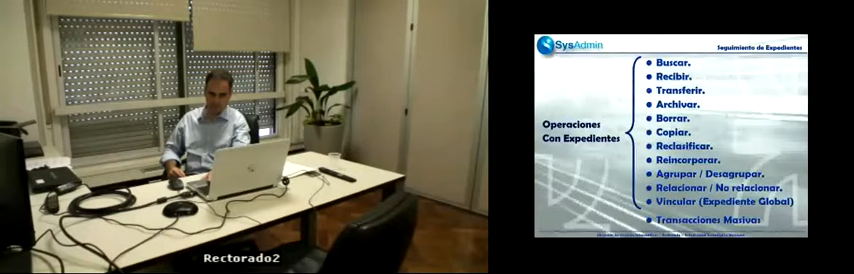 Rectorado2
SysAdmin
Seguimiento de Expedientes
Operaciones
Con Expedientes
• Buscar.
• Recibir.
• Transferir.
• Archivar.
• Borrar.
• Copiar.
• Reclasificar.
• Reincorporar.
• Agrupar / Desagrupar.
• Relacionar / No relacionar.
• Vincular (Expediente Global)
• Transacciones Masivas